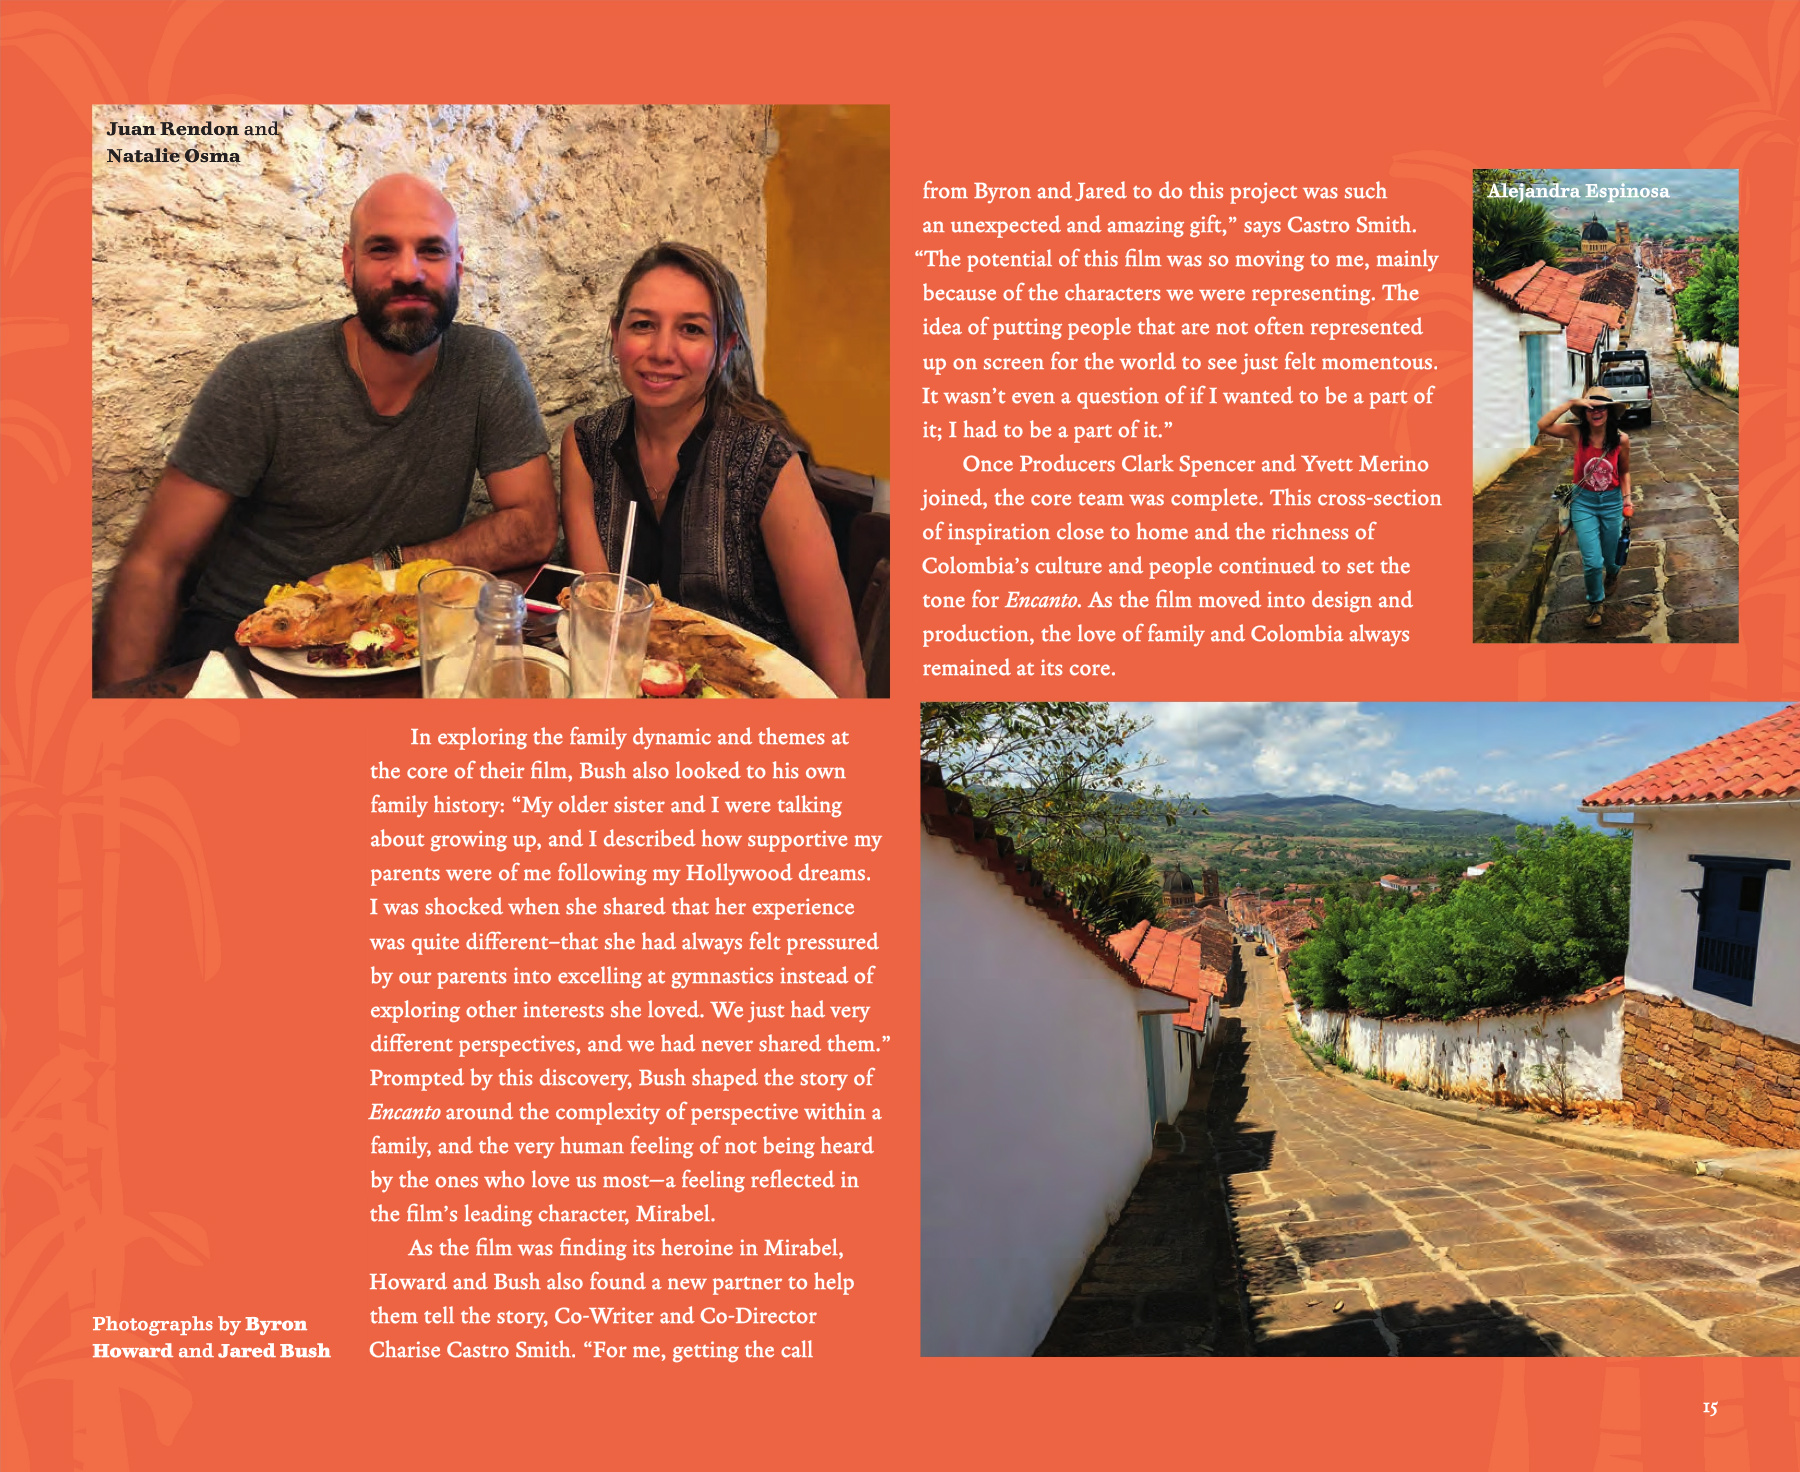 Juan Rendon and
Natalie Osma
In exploring the family dynamic and themes at
the core of their film, Bush also looked to his own
family history: “My older sister and I were talking
about growing up, and I described how supportive my
parents were of me following my Hollywood dreams.
I was shocked when she shared that her experience
was quite different–that she had always felt pressured
by our parents into excelling at gymnastics instead of
exploring other interests she loved. We just had very
different perspectives, and we had never shared them.”
Prompted by this discovery, Bush shaped the story of
Encanto around the complexity of perspective within a
family, and the very human feeling of not being heard
by the ones who love us most—a feeling reflected in
the film’s leading character, Mirabel.
As the film was finding its heroine in Mirabel,
Howard and Bush also found a new partner to help
them tell the story, Co-Writer and Co-Director
Charise Castro Smith. “For me, getting the call
Photographs by Byron
Howard and Jared Bush
from Byron and Jared to do this project was such
an unexpected and amazing gift,” says Castro Smith.
“The potential of this film was so moving to me, mainly
because of the characters we were representing. The
idea of putting people that are not often represented
up on screen for the world to see just felt momentous.
It wasn’t even a question of if I wanted to be a part of
it; I had to be a part of it.”
Once Producers Clark Spencer and Yvett Merino
joined, the core team was complete. This cross-section
of inspiration close to home and the richness of
Colombia’s culture and people continued to set the
tone for Encanto. As the film moved into design and
production, the love of family and Colombia always
remained at its core.
Alejandra Espinosa
15